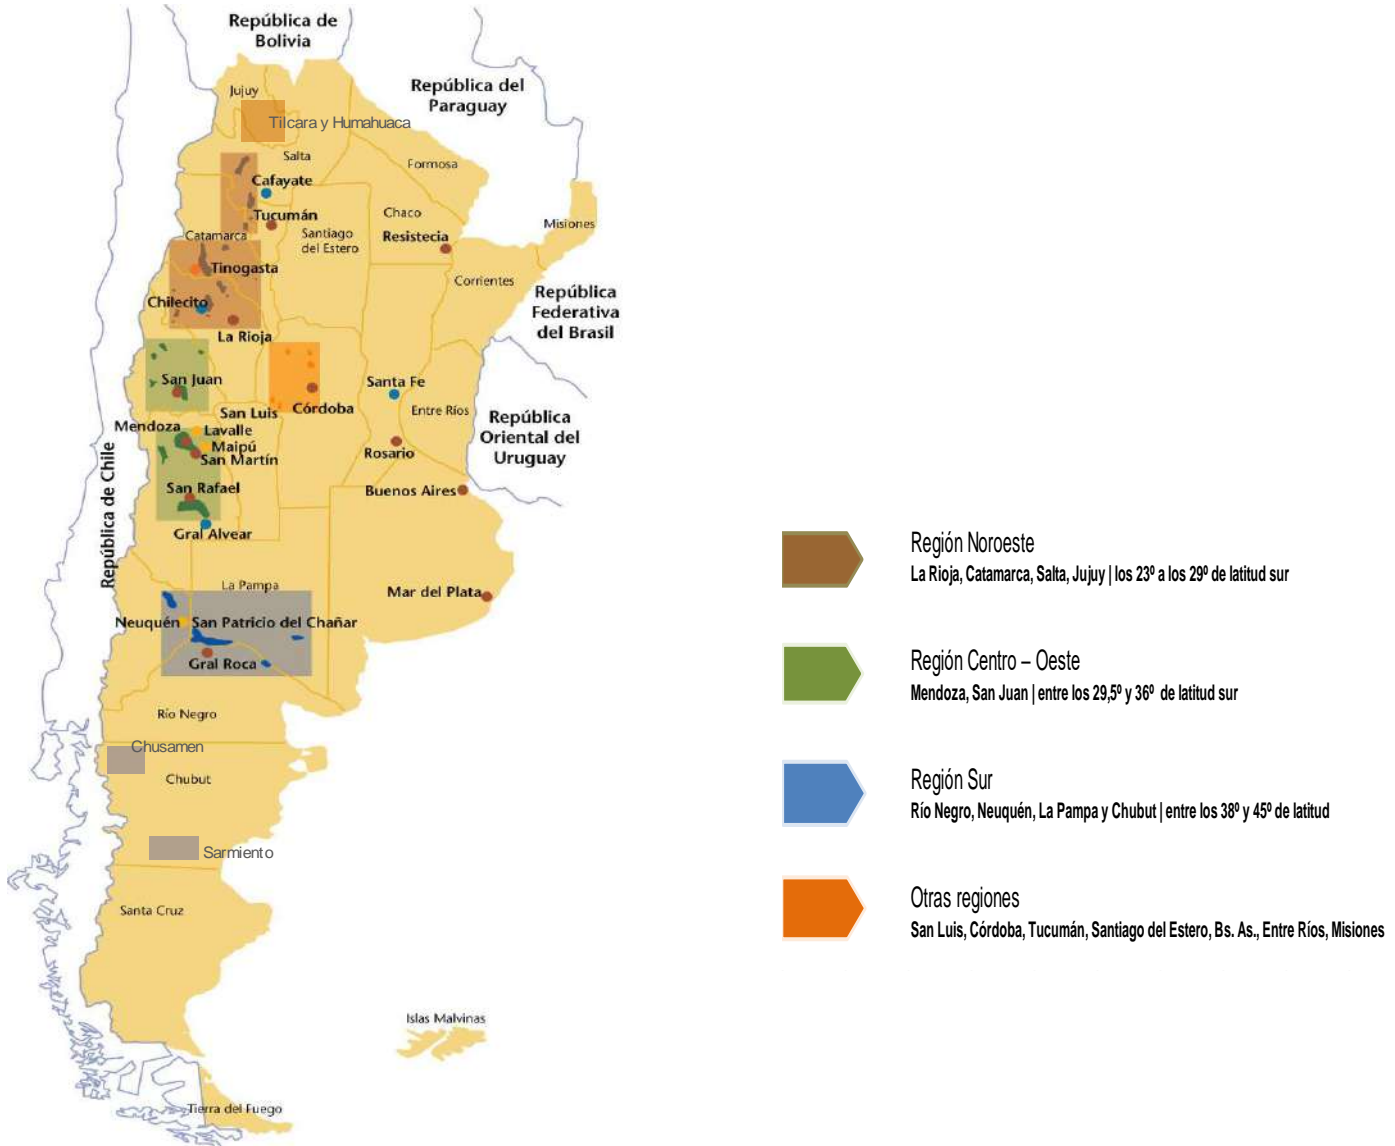 República de
Bolivia
República del
Paraguay
Jujuy
Tilcara y Humahuaca
Salta
Formosa
Cafayate
Tucumán
Chaco
Misiones
Catamarca
Santiago
del Estero
Resistecia
Tinogasta
Corrientes
República
Federativa
del Brasil
Chilecito
La Rioja
San Juan
Santa Fe
San Luis
Córdoba
Entre Ríos
República
Oriental del
Uruguay
Mendoza
Lavalle
Maipú
San Martín
Rosario
República de Chile
San Rafael
Buenos Aires
Gral Alvear
La Pampa
Mar del Plata
Neuquén
San Patricio del Chañar
Gral Roca
Río Negro
Chusamen
Chubut
Sarmiento
Santa Cruz
Islas Malvinas
Tierra del Fuego
Región Noroeste
La Rioja, Catamarca, Salta, Jujuy | los 23º a los 29º de latitud sur
Región Centro – Oeste
Mendoza, San Juan | entre los 29,5º y 36º de latitud sur
Región Sur
Río Negro, Neuquén, La Pampa y Chubut | entre los 38º y 45º de latitud
Otras regiones
San Luis, Córdoba, Tucumán, Santiago del Estero, Bs. As., Entre Ríos, Misiones